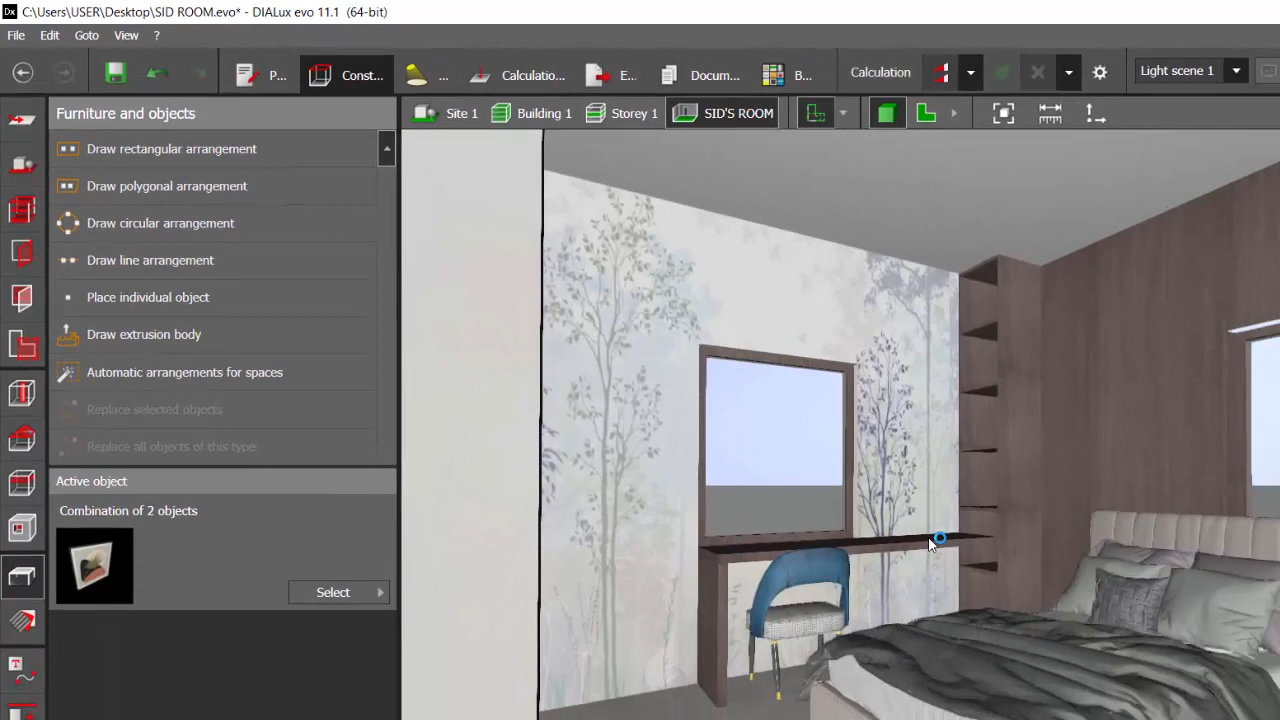 Dx C:\Users\USER\Desktop\SID ROOM.evo* - DIALux evo 11.1 (64-bit)
File Edit Goto View ?
P... Const... ... Calculatio... E... Docum... B... Calculation Light scene 1
Furniture and objects
Site 1 Building 1 Storey 1 SID'S ROOM
Draw rectangular arrangement
Draw polygonal arrangement
Draw circular arrangement
Draw line arrangement
Place individual object
Draw extrusion body
Automatic arrangements for spaces
Replace selected objects
Replace all objects of this type
Active object
Combination of 2 objects
Select
T